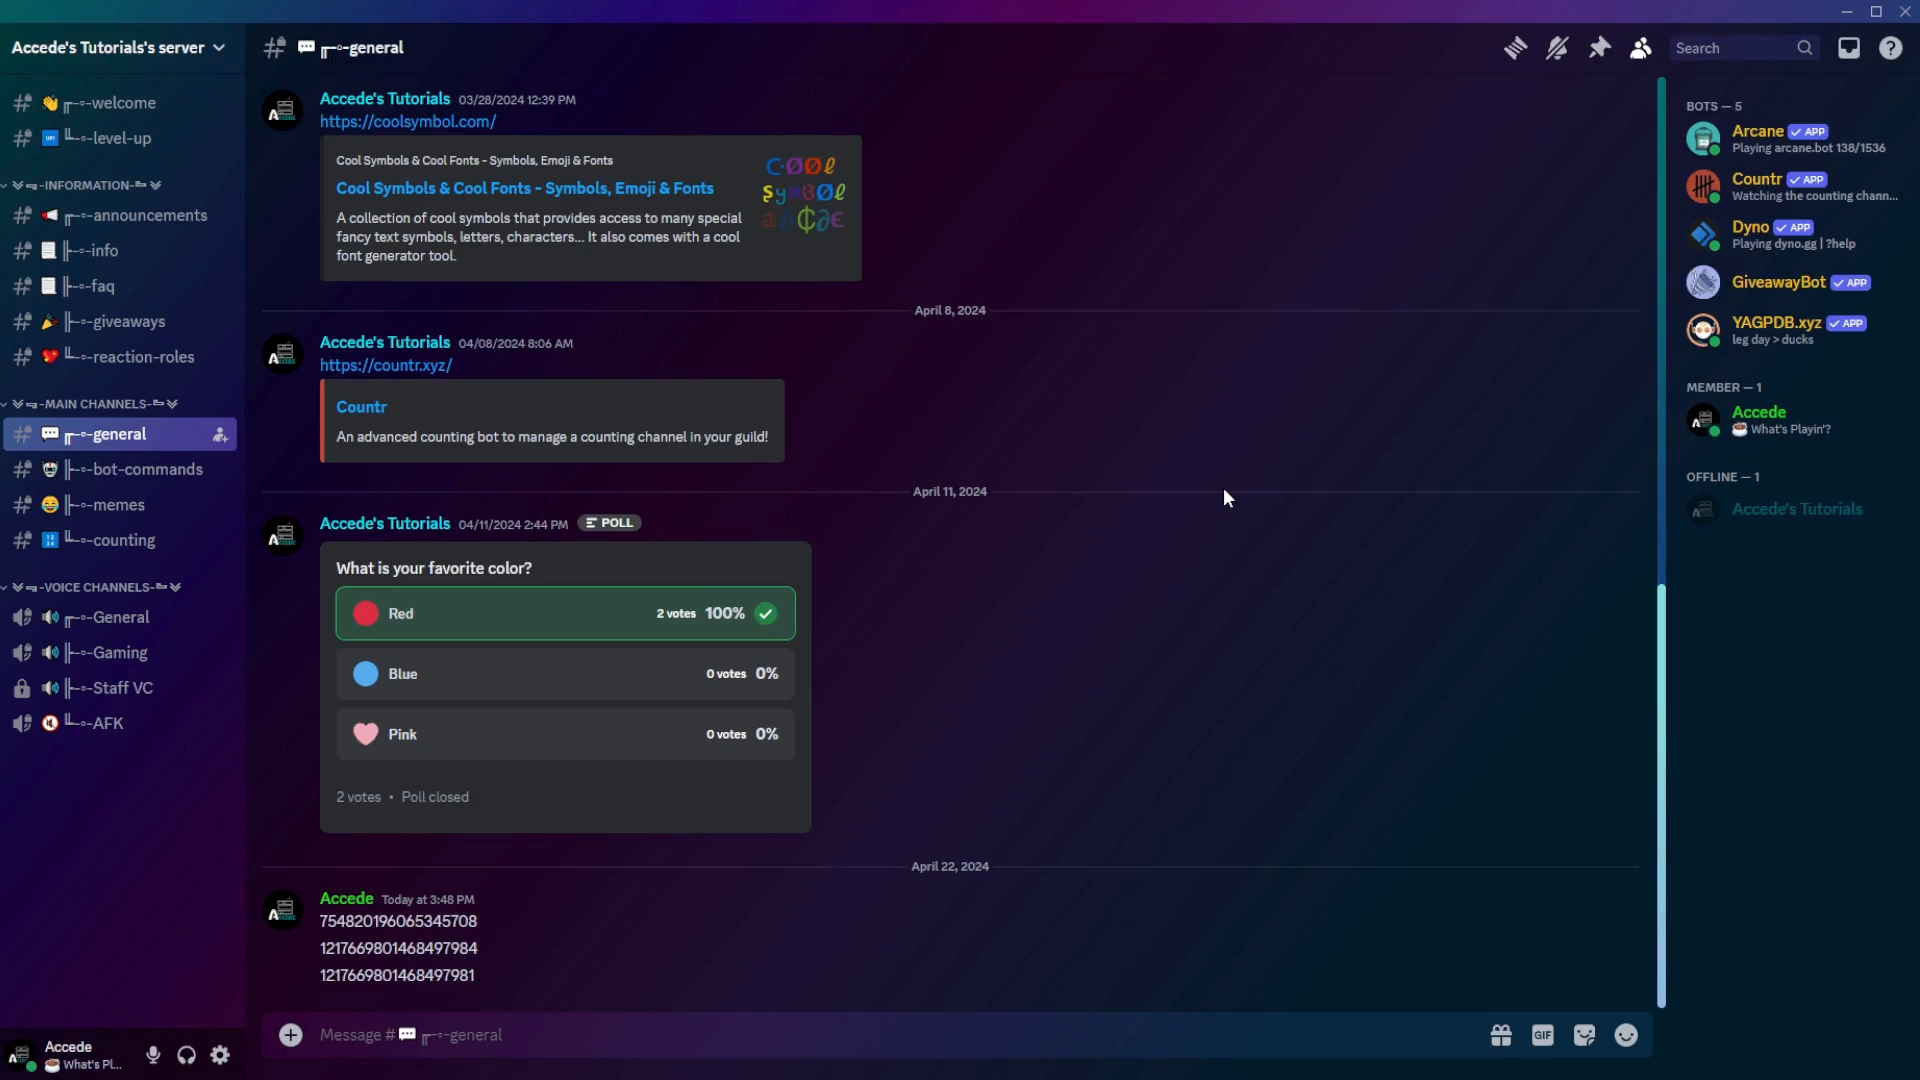 Accede's Tutorials's server
👋╔-∘-welcome
╚-∘-level-up
-INFORMATION-
📢╔-∘-announcements
📃╠-∘-info
📃╠-∘-faq
🎉╠-∘-giveaways
💖╚-∘-reaction-roles
-MAIN CHANNELS-
💬╔-∘-general
🤖╠-∘-bot-commands
😂╠-∘-memes
🔢╚-∘-counting
-VOICE CHANNELS-
🔊╔-∘-General
🔊╠-∘-Gaming
🔊╠-∘-Staff VC
🔇╚-∘-AFK
Accede
☕ What's Pl...
💬╔-∘-general
Search
Accede's Tutorials 03/28/2024 12:39 PM
https://coolsymbol.com/
Cool Symbols & Cool Fonts - Symbols, Emoji & Fonts
Cool Symbols & Cool Fonts - Symbols, Emoji & Fonts
A collection of cool symbols that provides access to many special
fancy text symbols, letters, characters... It also comes with a cool
font generator tool.
April 8, 2024
Accede's Tutorials 04/08/2024 8:06 AM
https://countr.xyz/
Countr
An advanced counting bot to manage a counting channel in your guild!
April 11, 2024
Accede's Tutorials 04/11/2024 2:44 PM POLL
What is your favorite color?
Red 2 votes 100%
Blue 0 votes 0%
Pink 0 votes 0%
2 votes • Poll closed
April 22, 2024
Accede Today at 3:48 PM
754820196065345708
1217669801468497984
1217669801468497981
Message #💬╔-∘-general
GIF
BOTS — 5
Arcane ✓ APP
Playing arcane.bot 138/1536
Countr ✓ APP
Watching the counting chann...
Dyno ✓ APP
Playing dyno.gg | ?help
GiveawayBot ✓ APP
YAGPDB.xyz ✓ APP
leg day > ducks
MEMBER — 1
Accede
☕ What's Playin'?
OFFLINE — 1
Accede's Tutorials